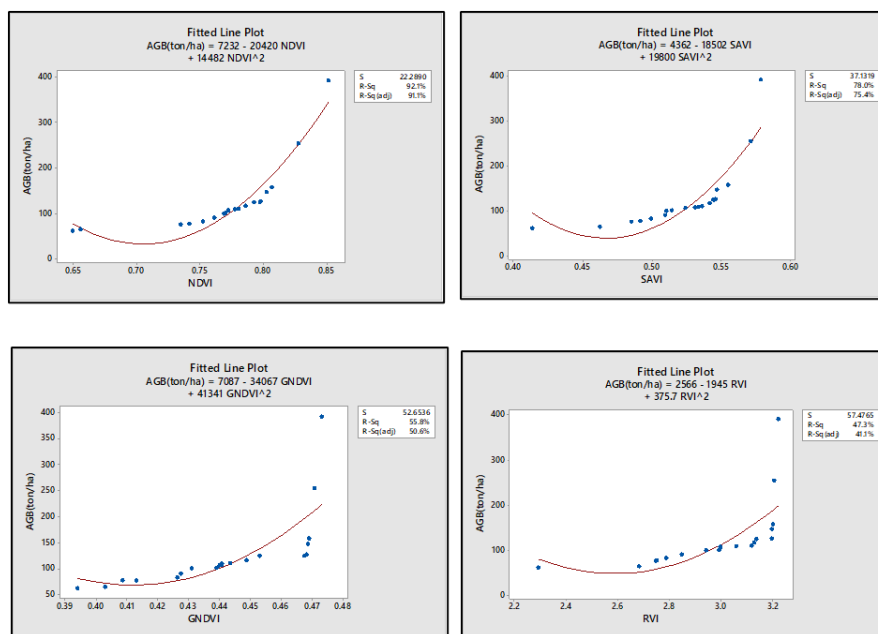 Fitted Line Plot
AGB(ton/ha) = 7232 - 20420 NDVI
+ 14482 NDVI^2
S 22.2890
R-Sq 92.1%
R-Sq(adj) 91.1%
400
300
200
100
0
AGB(ton/ha)
0.65 0.70 0.75 0.80 0.85
NDVI
Fitted Line Plot
AGB(ton/ha) = 4362 - 18502 SAVI
+ 19800 SAVI^2
S 37.1319
R-Sq 78.0%
R-Sq(adj) 75.4%
400
300
200
100
0
AGB(ton/ha)
0.40 0.45 0.50 0.55 0.60
SAVI
Fitted Line Plot
AGB(ton/ha) = 7087 - 34067 GNDVI
+ 41341 GNDVI^2
S 52.6536
R-Sq 55.8%
R-Sq(adj) 50.6%
400
350
300
250
200
150
100
50
AGB(ton/ha)
0.39 0.40 0.41 0.42 0.43 0.44 0.45 0.46 0.47 0.48
GNDVI
Fitted Line Plot
AGB(ton/ha) = 2566 - 1945 RVI
+ 375.7 RVI^2
S 57.4765
R-Sq 47.3%
R-Sq(adj) 41.1%
400
300
200
100
0
AGB(ton/ha)
2.2 2.4 2.6 2.8 3.0 3.2
RVI